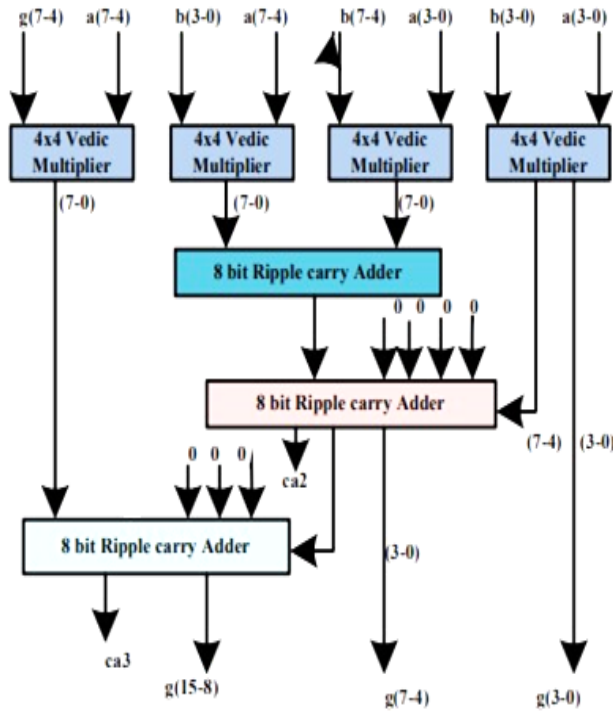 g(7-4) a(7-4) b(3-0) a(7-4) b(7-4) a(3-0) b(3-0) a(3-0)
4x4 Vedic Multiplier
4x4 Vedic Multiplier
4x4 Vedic Multiplier
4x4 Vedic Multiplier
(7-0) (7-0) (7-0)
8 bit Ripple carry Adder
0 0 0 0
8 bit Ripple carry Adder
(7-4) (3-0)
0 0 0 ca2
8 bit Ripple carry Adder
(3-0)
ca3
g(15-8) g(7-4) g(3-0)